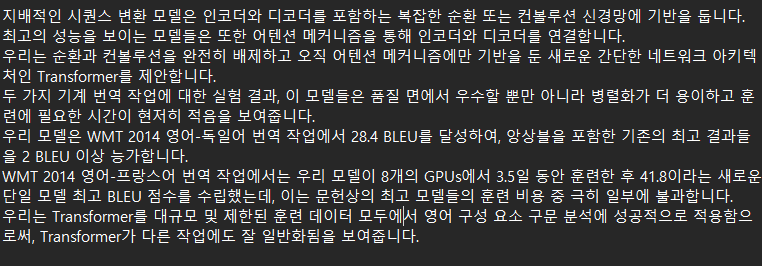 지배적인 시퀀스 변환 모델은 인코더와 디코더를 포함하는 복잡한 순환 또는 컨볼루션 신경망에 기반을 둡니다.
최고의 성능을 보이는 모델들은 또한 어텐션 메커니즘을 통해 인코더와 디코더를 연결합니다.
우리는 순환과 컨볼루션을 완전히 배제하고 오직 어텐션 메커니즘에만 기반을 둔 새로운 간단한 네트워크 아키텍
처인 Transformer를 제안합니다.
두 가지 기계 번역 작업에 대한 실험 결과, 이 모델들은 품질 면에서 우수할 뿐만 아니라 병렬화가 더 용이하고 훈
련에 필요한 시간이 현저히 적음을 보여줍니다.
우리 모델은 WMT 2014 영어-독일어 번역 작업에서 28.4 BLEU를 달성하여, 앙상블을 포함한 기존의 최고 결과들
을 2 BLEU 이상 능가합니다.
WMT 2014 영어-프랑스어 번역 작업에서는 우리 모델이 8개의 GPUs에서 3.5일 동안 훈련한 후 41.8이라는 새로운
단일 모델 최고 BLEU 점수를 수립했는데, 이는 문헌상의 최고 모델들의 훈련 비용 중 극히 일부에 불과합니다.
우리는 Transformer를 대규모 및 제한된 훈련 데이터 모두에서 영어 구성 요소 구문 분석에 성공적으로 적용함으
로써, Transformer가 다른 작업에도 잘 일반화됨을 보여줍니다.